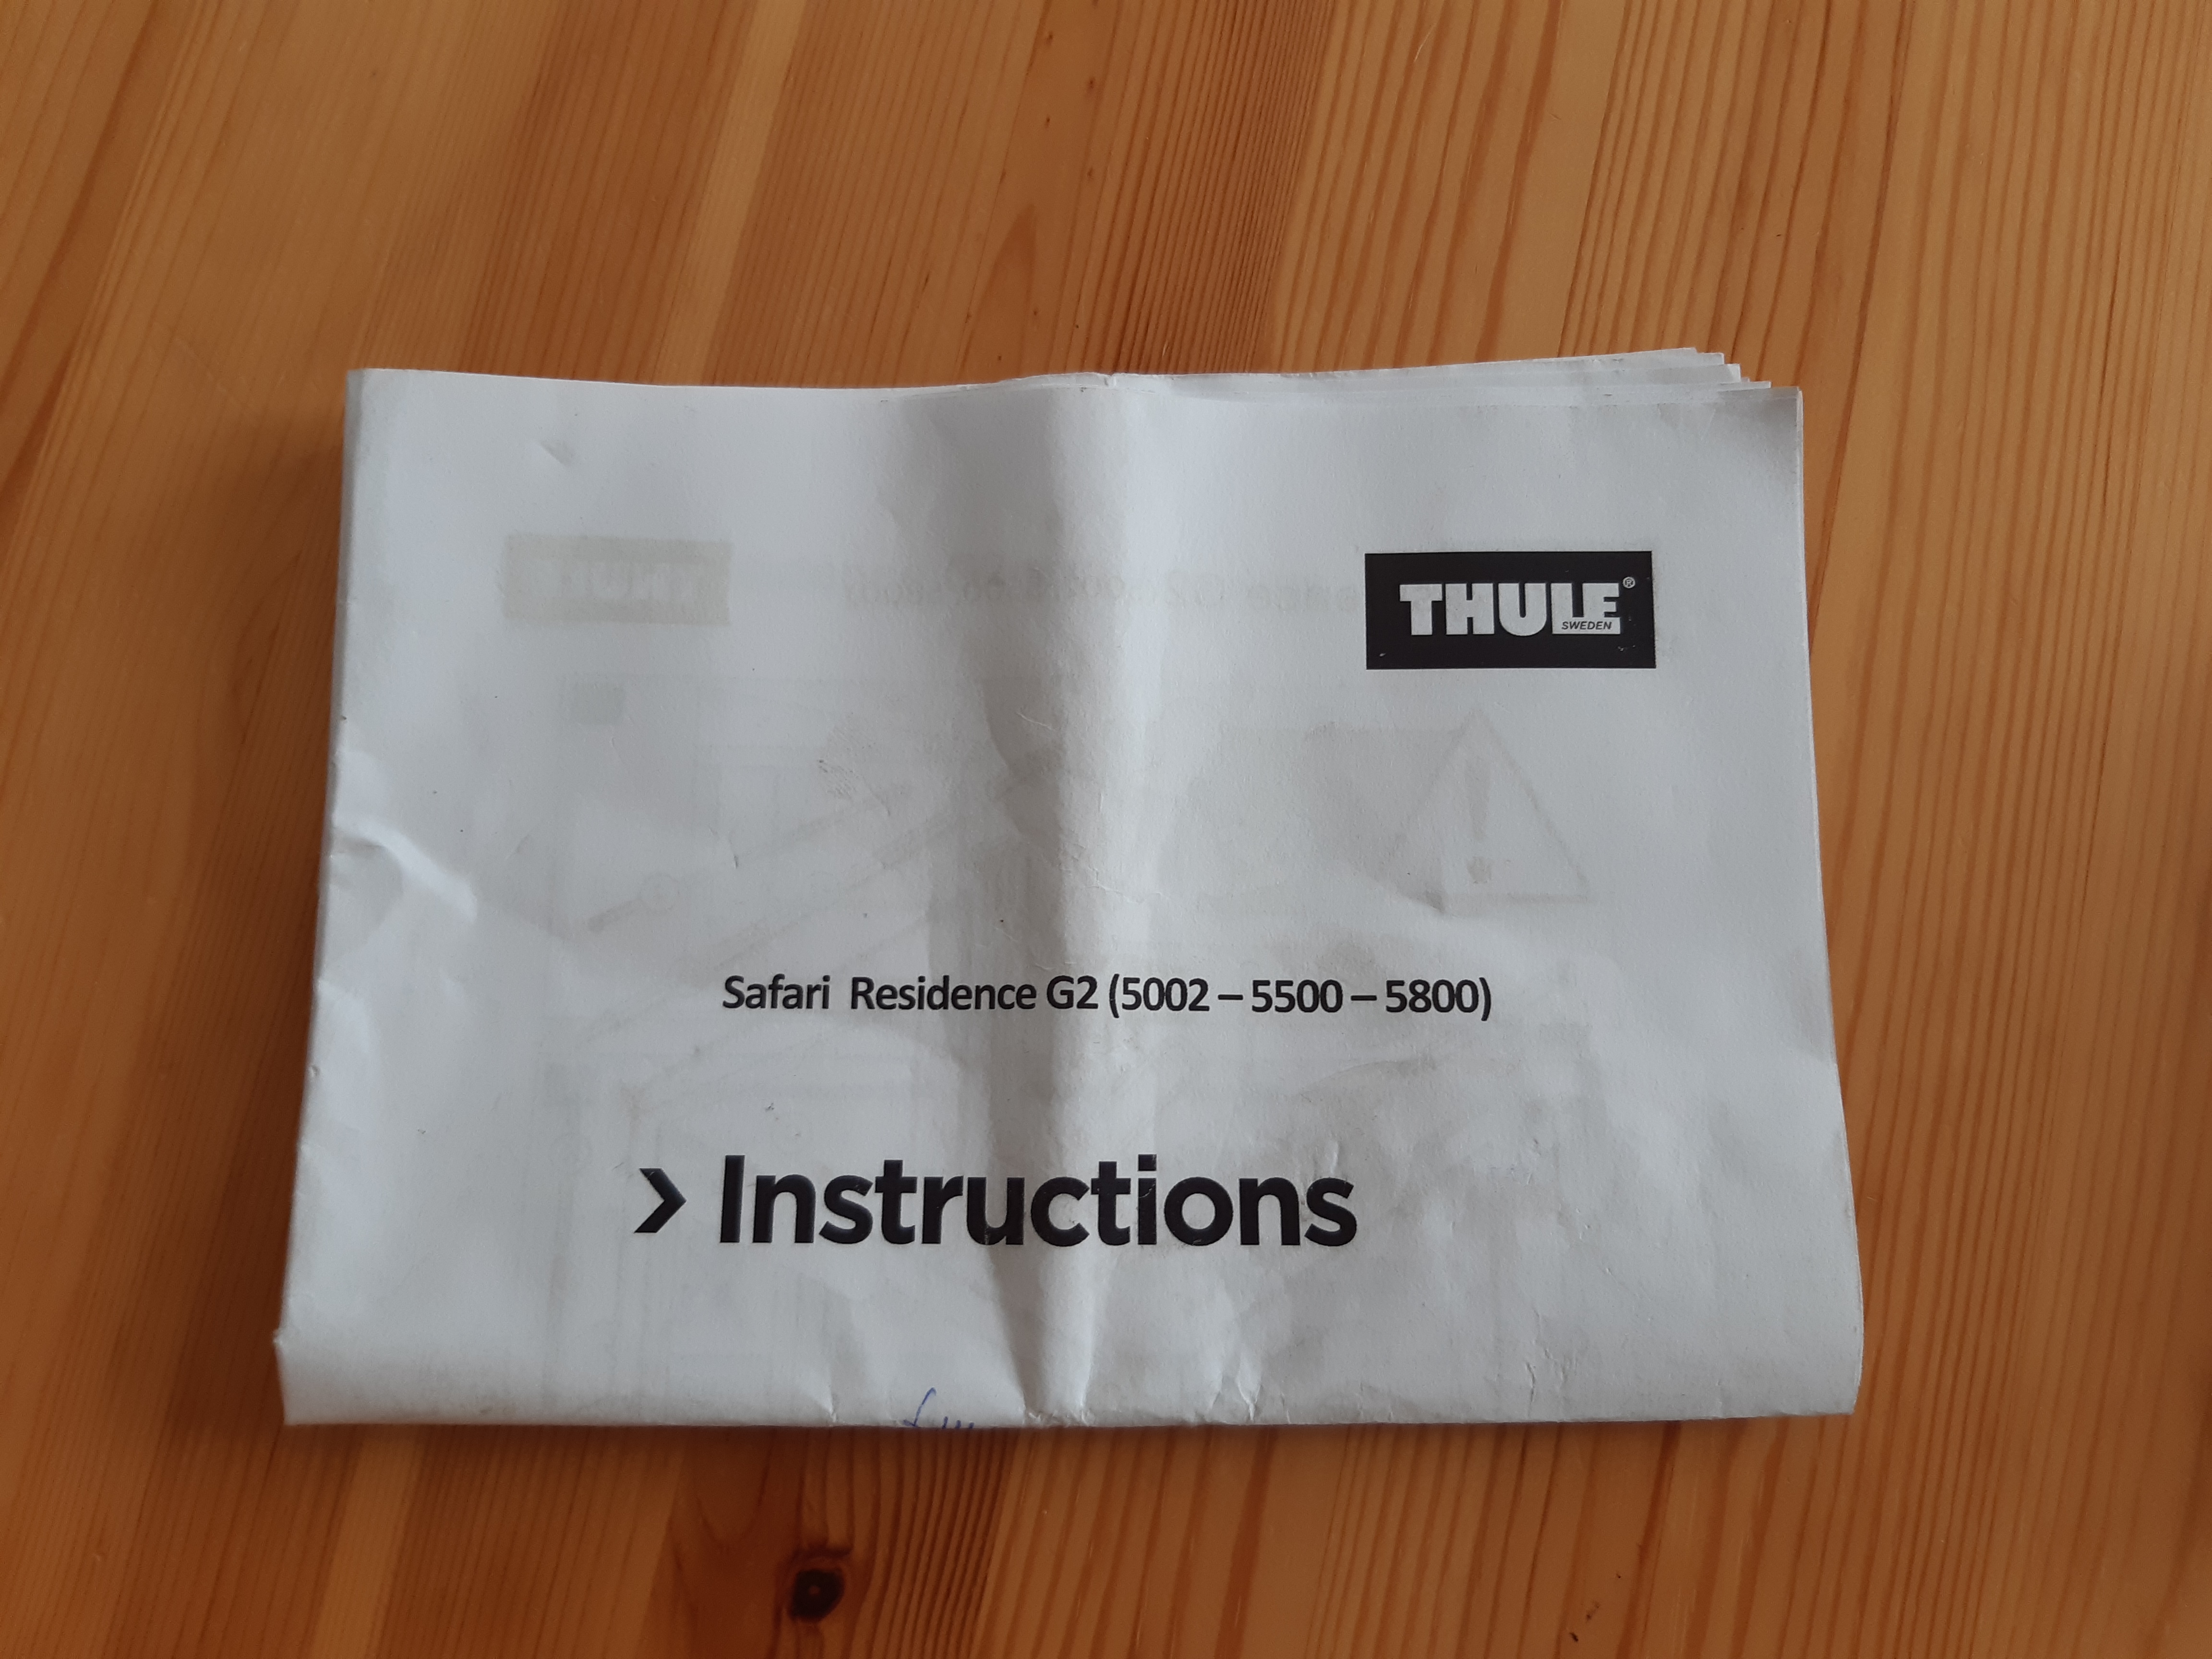 THULE®
SWEDEN
Safari Residence G2 (5002 – 5500 – 5800)
› Instructions